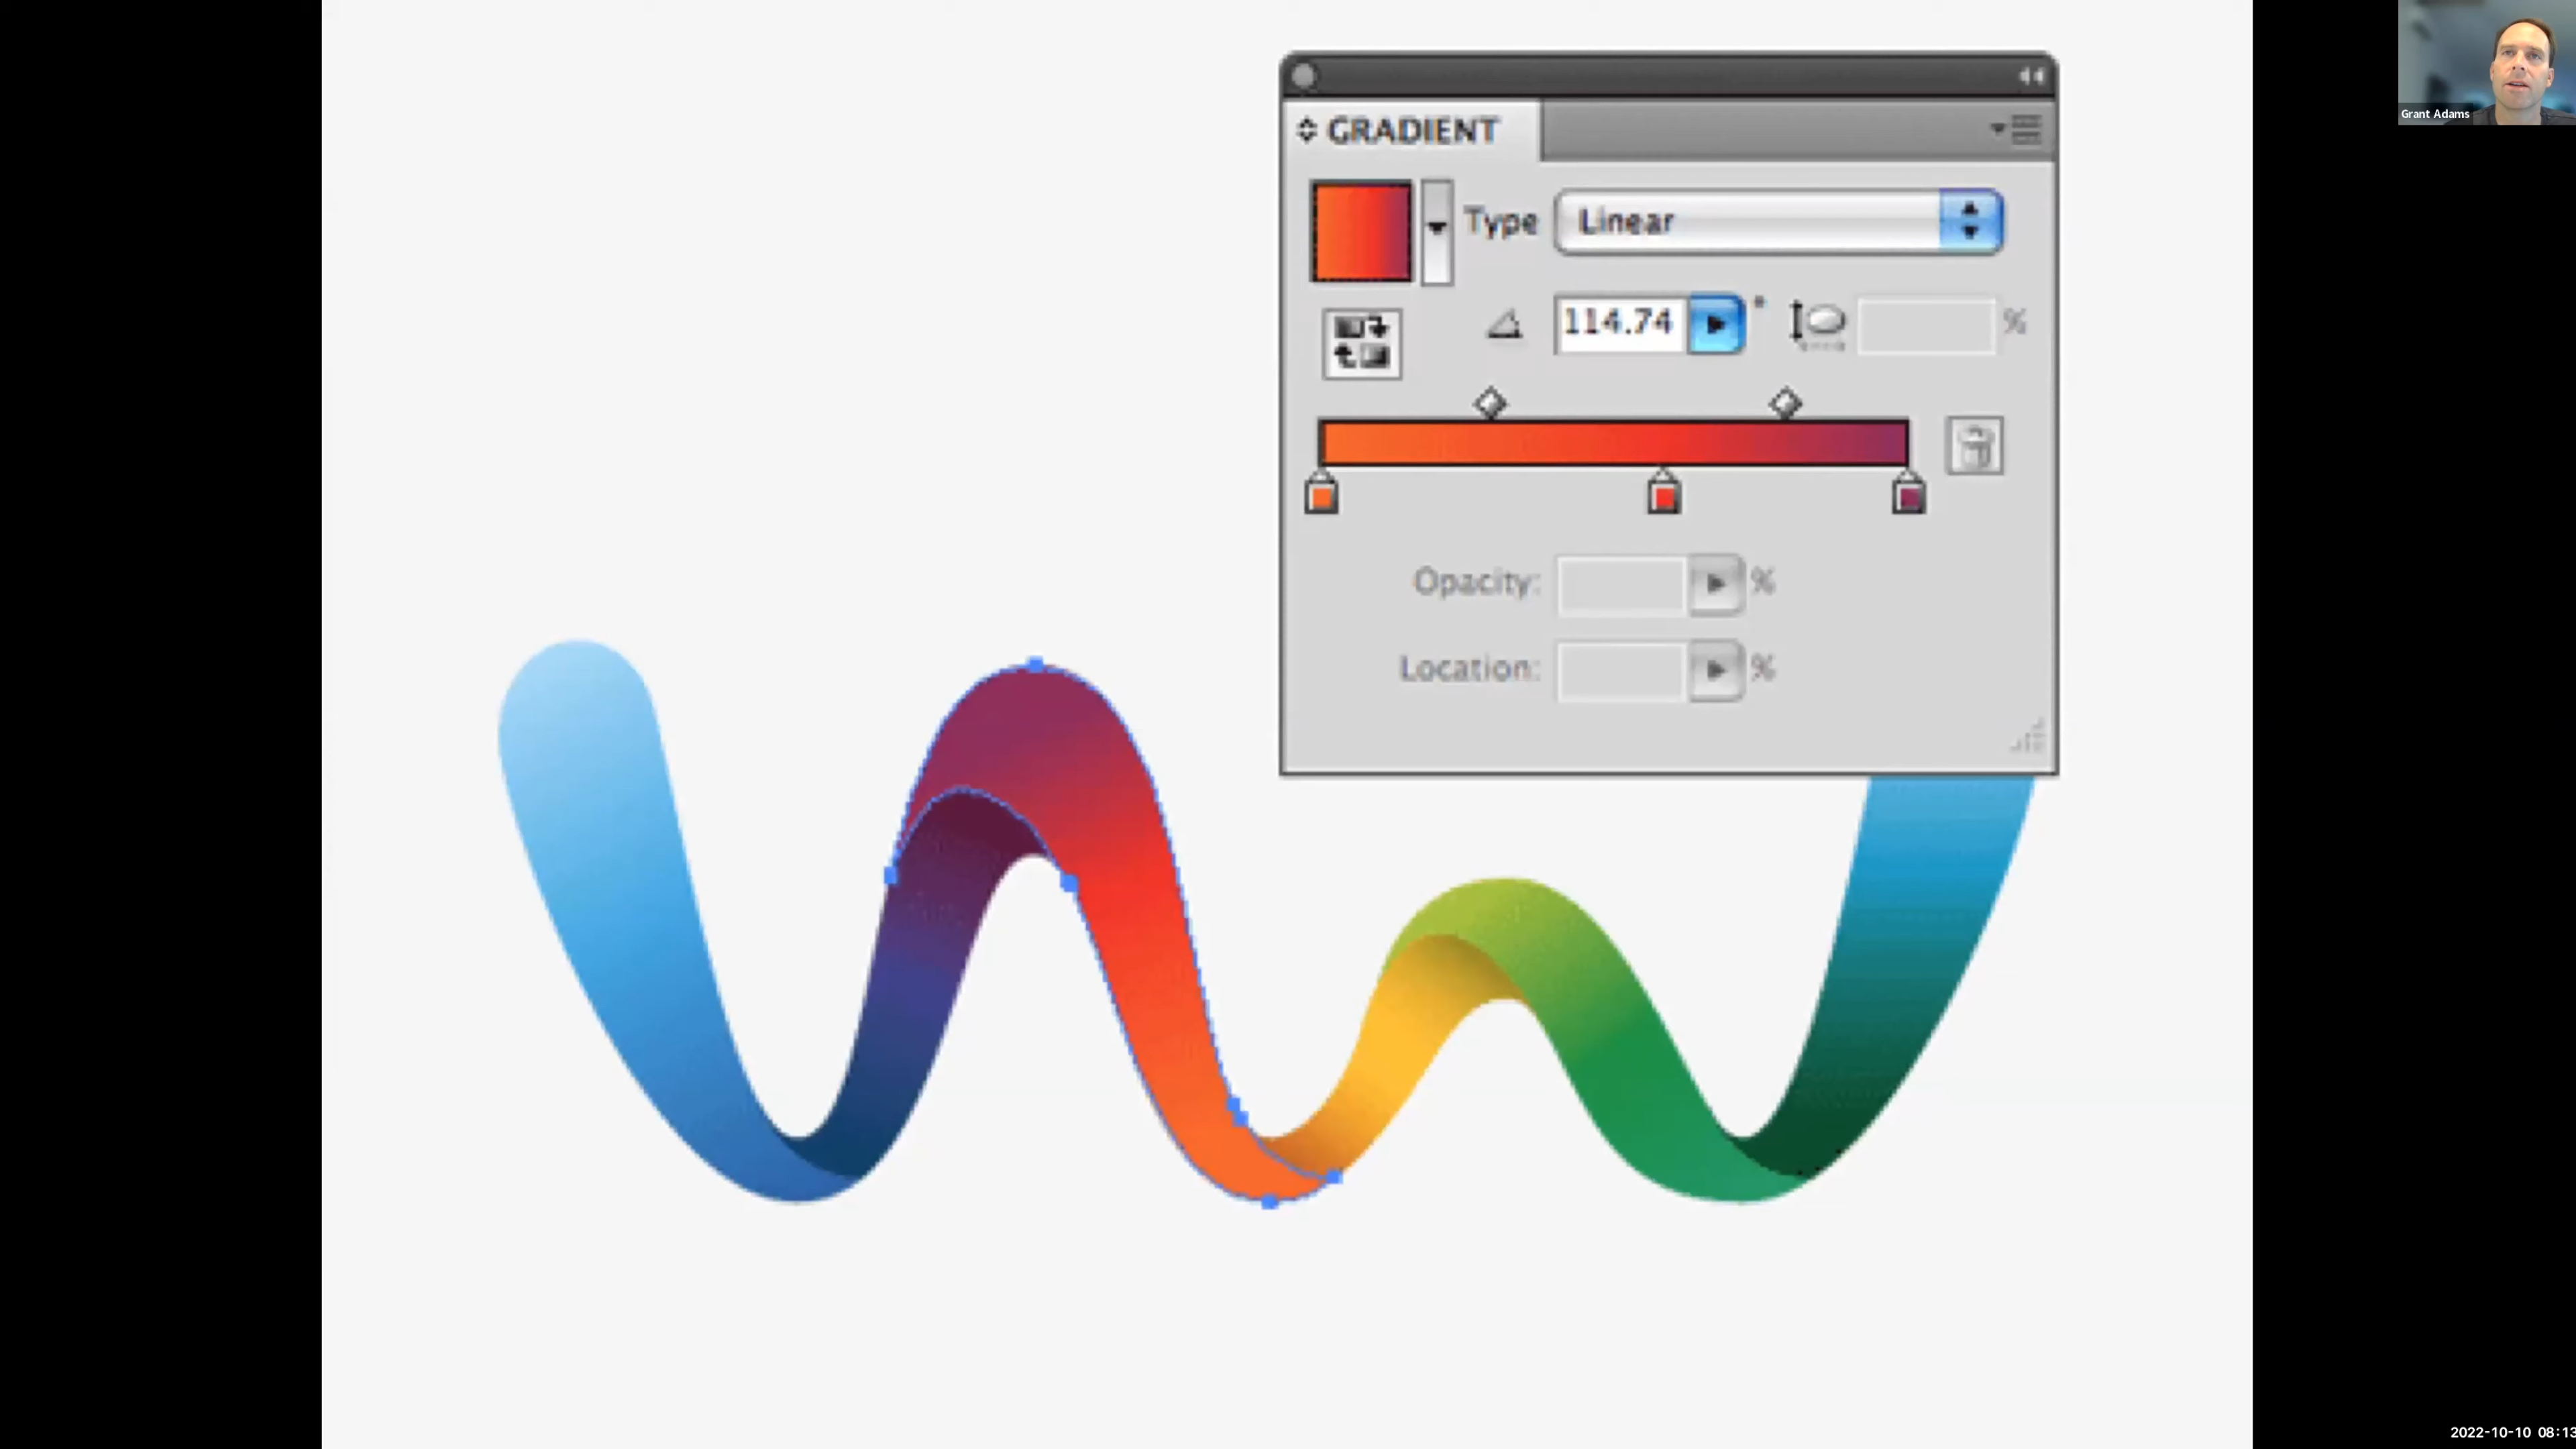 GRADIENT
Type Linear
114.74 ° %
Opacity: %
Location: %
Grant Adams
2022-10-10 08:13